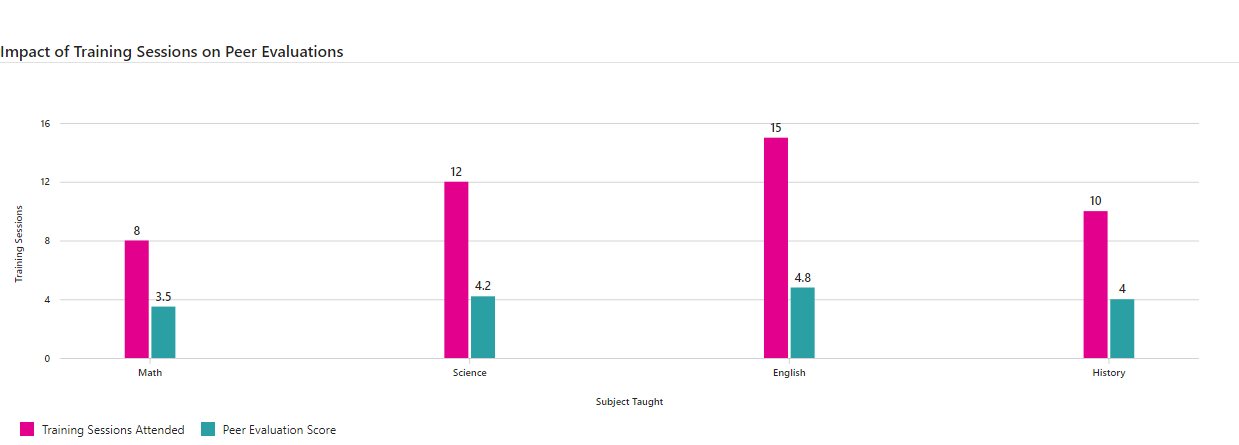 Impact of Training Sessions on Peer Evaluations
16
12
8
4
0
Training Sessions
8
3.5
12
4.2
15
4.8
10
4
Math
Science
English
History
Subject Taught
Training Sessions Attended
Peer Evaluation Score